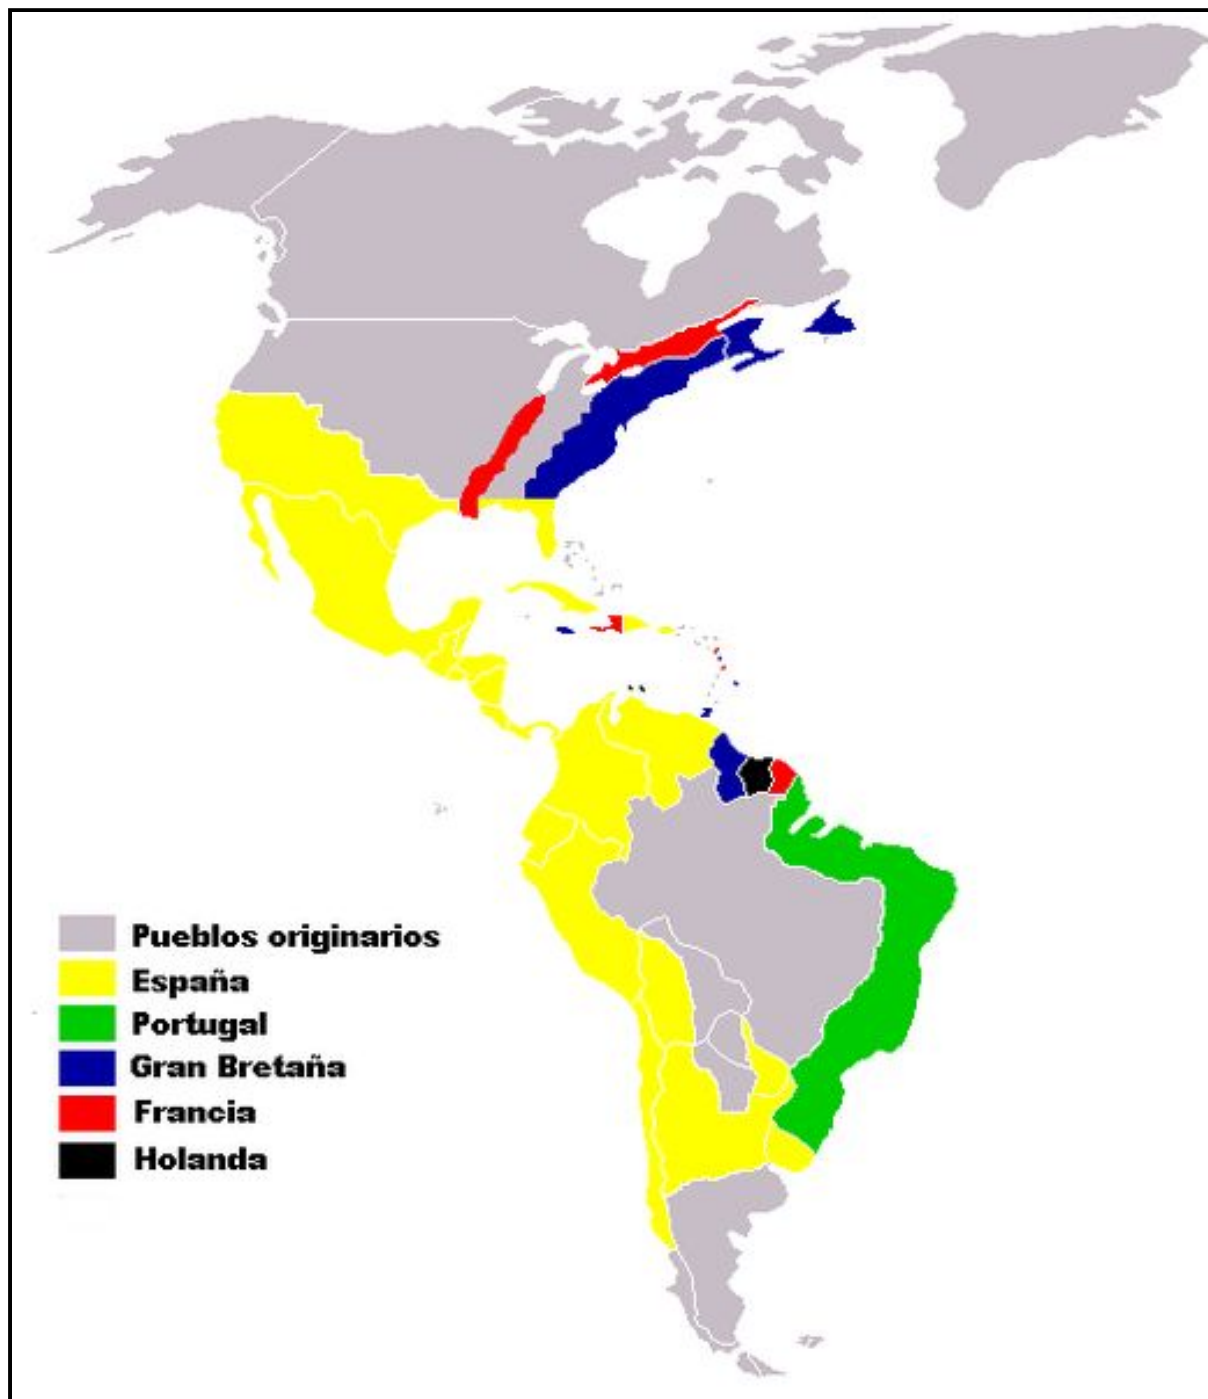 Pueblos originarios
España
Portugal
Gran Bretaña
Francia
Holanda